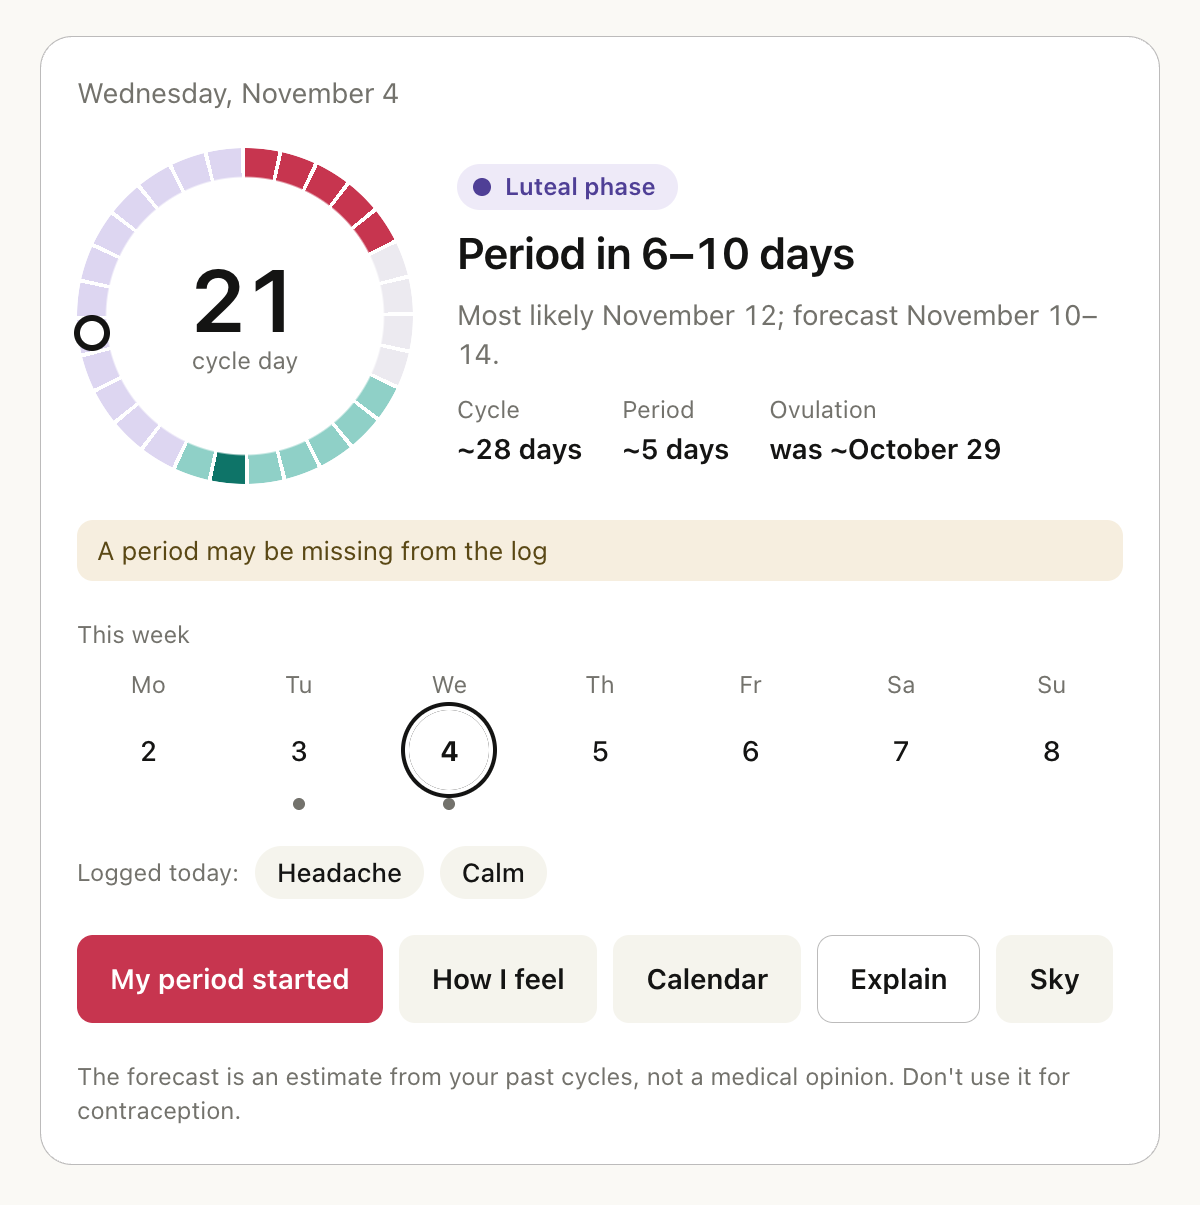 Wednesday, November 4
21
cycle day
Luteal phase
Period in 6–10 days
Most likely November 12; forecast November 10–
14.
Cycle Period Ovulation
~28 days ~5 days was ~October 29
A period may be missing from the log
This week
Mo Tu We Th Fr Sa Su
2 3 4 5 6 7 8
Logged today: Headache Calm
My period started How I feel Calendar Explain Sky
The forecast is an estimate from your past cycles, not a medical opinion. Don't use it for
contraception.